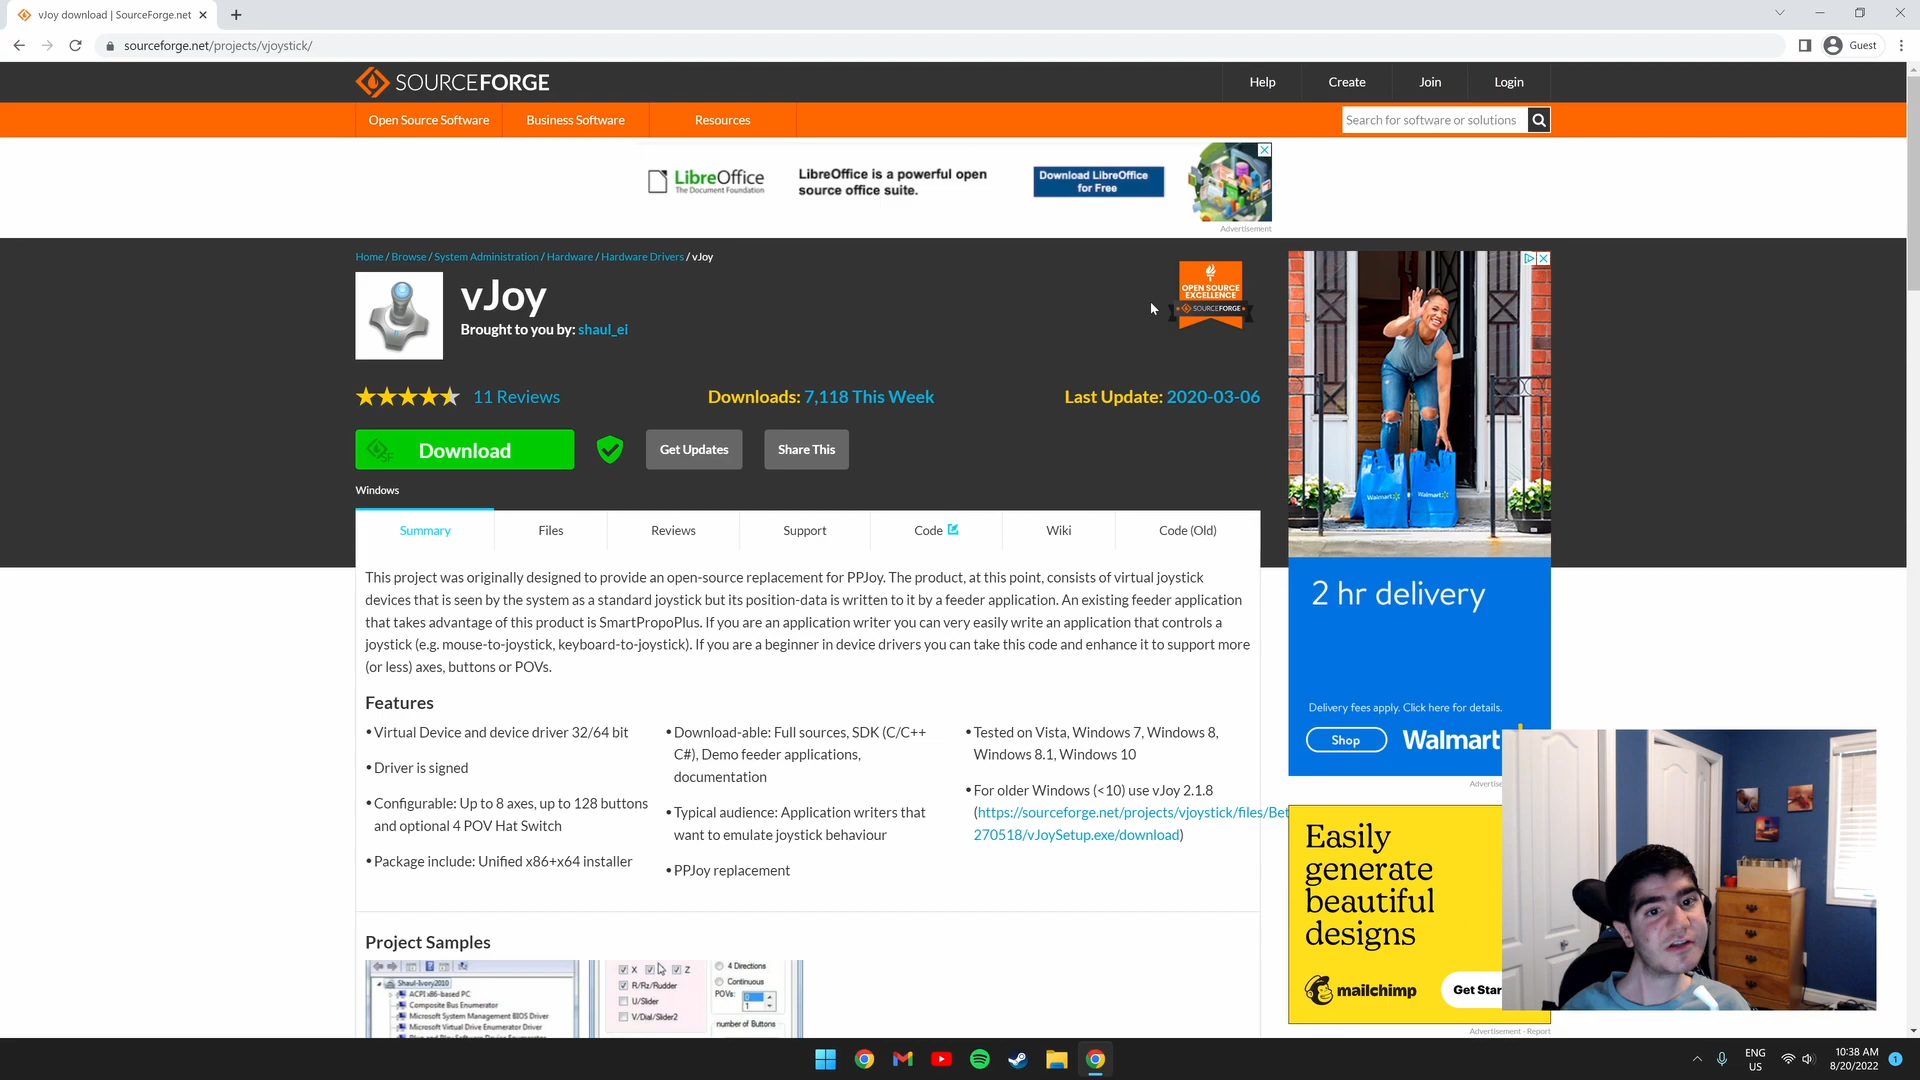 vJoy download | SourceForge.net
sourceforge.net/projects/vjoystick/
Guest
SOURCEFORGE
Help
Create
Join
Login
Open Source Software
Business Software
Resources
Search for software or solutions
LibreOffice
The Document Foundation
LibreOffice is a powerful open
source office suite.
Download LibreOffice
for Free
Advertisement
Home / Browse / System Administration / Hardware / Hardware Drivers / vJoy
vJoy
Brought to you by: shaul_ei
OPEN SOURCE
EXCELLENCE
SOURCEFORGE
11 Reviews
Downloads: 7,118 This Week
Last Update: 2020-03-06
SF
Download
Get Updates
Share This
Windows
Summary
Files
Reviews
Support
Code
Wiki
Code (Old)
This project was originally designed to provide an open-source replacement for PPJoy. The product, at this point, consists of virtual joystick
devices that is seen by the system as a standard joystick but its position-data is written to it by a feeder application. An existing feeder application
that takes advantage of this product is SmartPropoPlus. If you are an application writer you can very easily write an application that controls a
joystick (e.g. mouse-to-joystick, keyboard-to-joystick). If you are a beginner in device drivers you can take this code and enhance it to support more
(or less) axes, buttons or POVs.
Features
• Virtual Device and device driver 32/64 bit
• Driver is signed
• Configurable: Up to 8 axes, up to 128 buttons
and optional 4 POV Hat Switch
• Package include: Unified x86+x64 installer
• Download-able: Full sources, SDK (C/C++
C#), Demo feeder applications,
documentation
• Typical audience: Application writers that
want to emulate joystick behaviour
• PPJoy replacement
• Tested on Vista, Windows 7, Windows 8,
Windows 8.1, Windows 10
• For older Windows (<10) use vJoy 2.1.8
(https://sourceforge.net/projects/vjoystick/files/Bet
270518/vJoySetup.exe/download)
Project Samples
Shaul-Ivory2010
ACPI x86-based PC
Composite Bus Enumerator
Microsoft System Management BIOS Driver
Microsoft Virtual Drive Enumerator Driver
X
Z
R/Rz/Rudder
U/Slider
V/Dial/Slider2
4 Directions
Continuous
POVs:
1
number of Buttons
Walmart
Walmart
2 hr delivery
Delivery fees apply. Click here for details.
Shop
Walmart
Advertise
Easily
generate
beautiful
designs
mailchimp
Get Star
Advertisement - Report
ENG
US
10:38 AM
8/20/2022
1